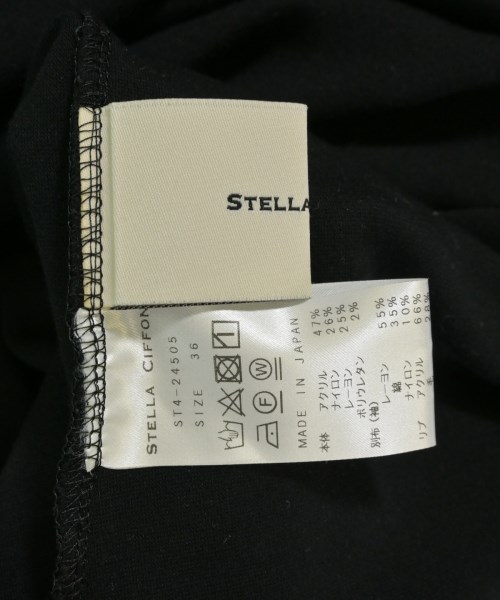 STELLA
STELLA CIFFON
ST4-24505
SIZE 36
MADE IN JAPAN
本体 アクリル 47%
ナイロン 26%
レーヨン 25%
ポリウレタン 2%
別布(袖) レーヨン 55%
綿 35%
ナイロン 10%
リブ アクリル 66%
毛